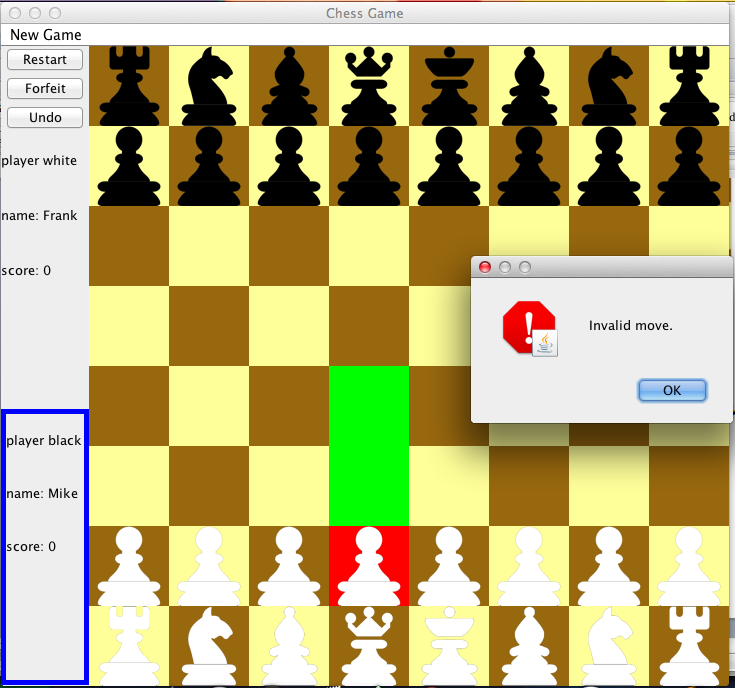 Chess Game
New Game
Restart
Forfeit
Undo
player white
name: Frank
score: 0
player black
name: Mike
score: 0
Invalid move.
OK